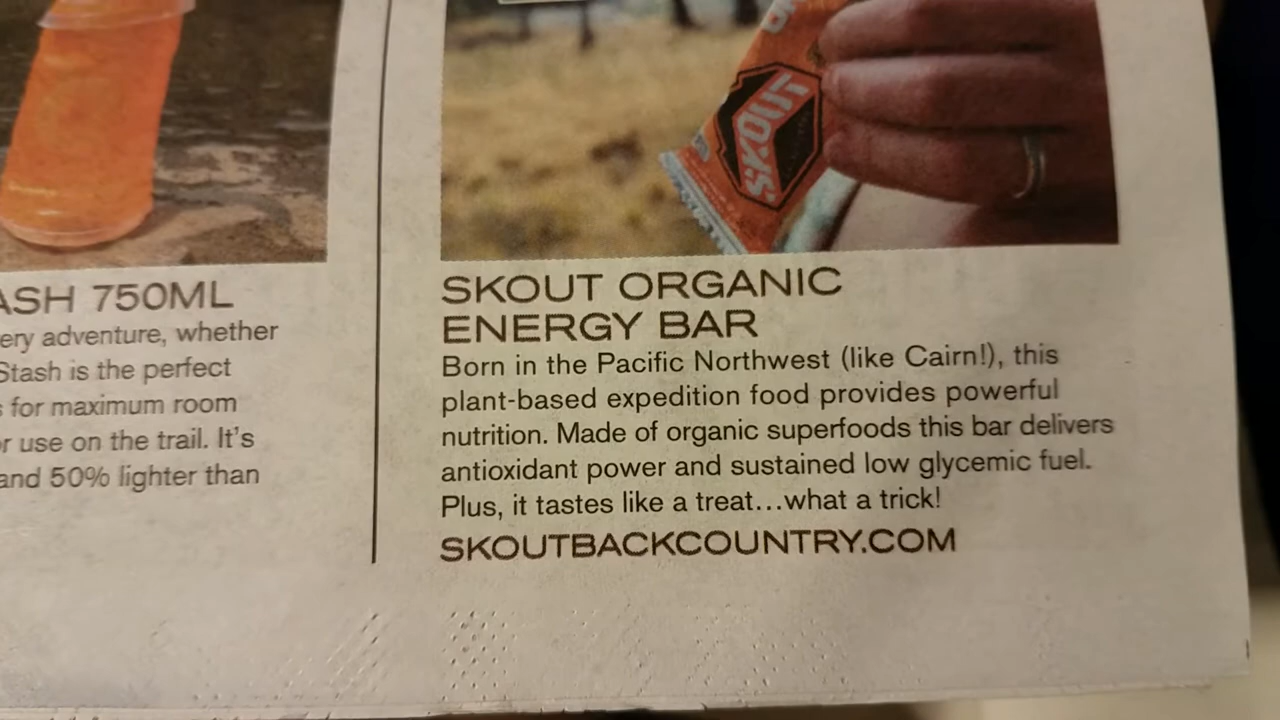 SKOUT
ASH 750ML
ery adventure, whether
Stash is the perfect
s for maximum room
or use on the trail. It's
and 50% lighter than
SKOUT ORGANIC
ENERGY BAR
Born in the Pacific Northwest (like Cairn!), this
plant-based expedition food provides powerful
nutrition. Made of organic superfoods this bar delivers
antioxidant power and sustained low glycemic fuel.
Plus, it tastes like a treat...what a trick!
SKOUTBACKCOUNTRY.COM